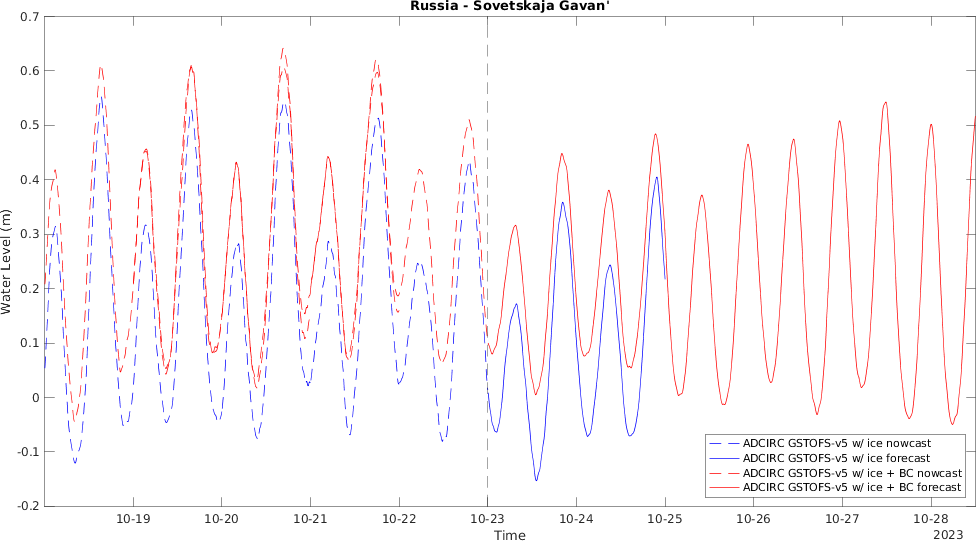 Russia - Sovetskaja Gavan'
0.7
0.6
0.5
0.4
0.3
0.2
0.1
0
-0.1
-0.2
Water Level (m)
10-19 10-20 10-21 10-22 10-23 10-24 10-25 10-26 10-27 10-28
Time
2023
ADCIRC GSTOFS-v5 w/ ice nowcast
ADCIRC GSTOFS-v5 w/ ice forecast
ADCIRC GSTOFS-v5 w/ ice + BC nowcast
ADCIRC GSTOFS-v5 w/ ice + BC forecast